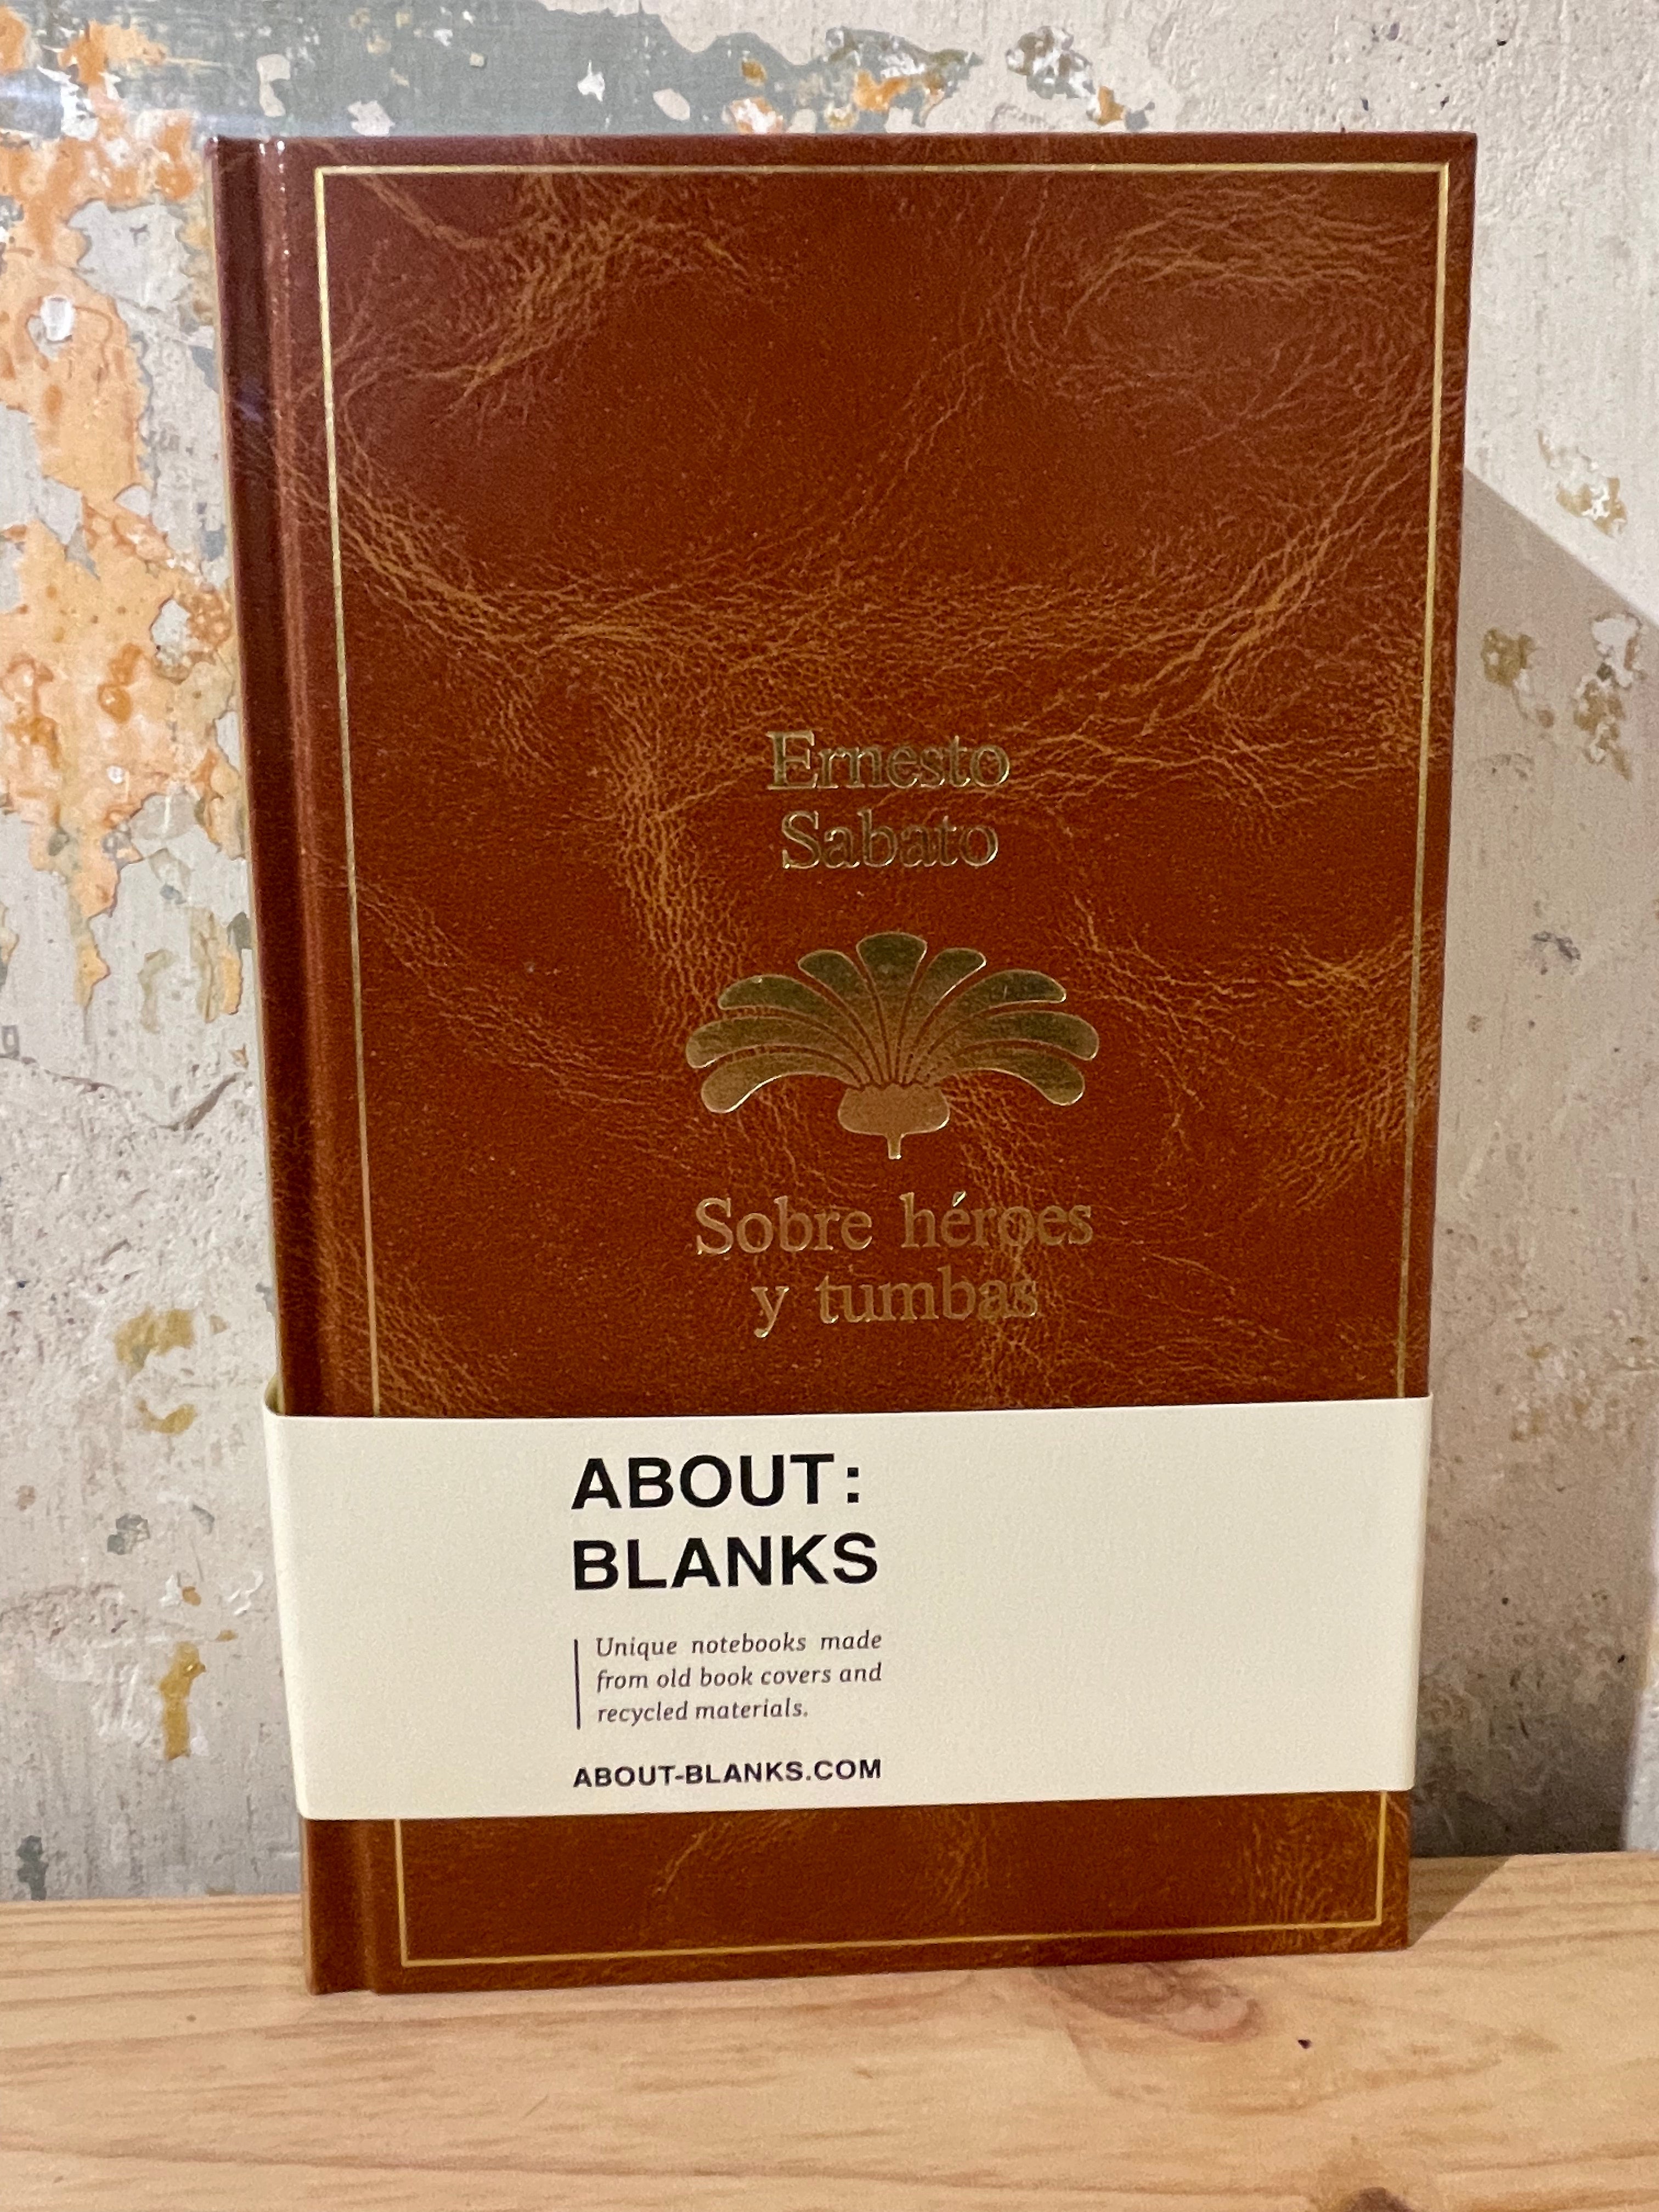 Ernesto
Sabato
Sobre héroes
y tumbas
ABOUT:
BLANKS
Unique notebooks made
from old book covers and
recycled materials.
ABOUT-BLANKS.COM